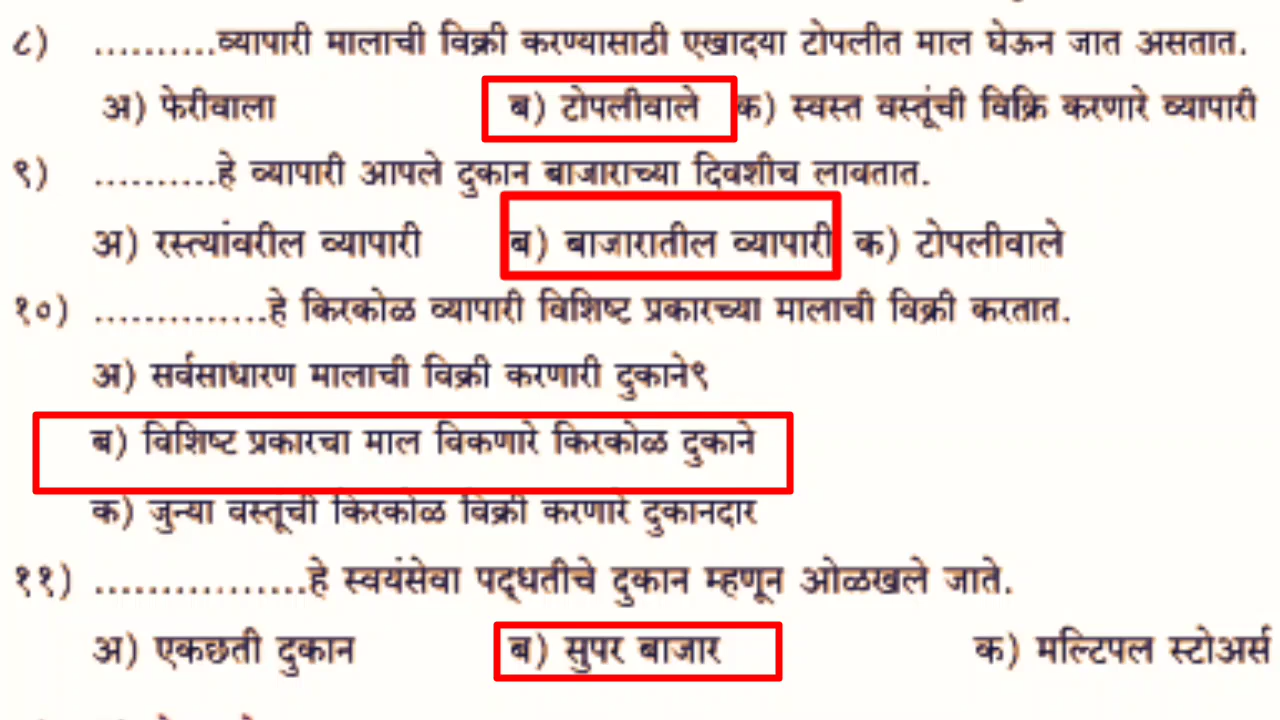 ८) ..........व्यापारी मालाची विक्री करण्यासाठी एखादया टोपलीत माल घेऊन जात असतात.
अ) फेरीवाला ब) टोपलीवाले क) स्वस्त वस्तूंची विक्रि करणारे व्यापारी
९) ..........हे व्यापारी आपले दुकान बाजाराच्या दिवशीच लावतात.
अ) रस्त्यांवरील व्यापारी ब) बाजारातील व्यापारी क) टोपलीवाले
१०) ..............हे किरकोळ व्यापारी विशिष्ट प्रकारच्या मालाची विक्री करतात.
अ) सर्वसाधारण मालाची विक्री करणारी दुकाने९
ब) विशिष्ट प्रकारचा माल विकणारे किरकोळ दुकाने
क) जुन्या वस्तूची किरकोळ विक्री करणारे दुकानदार
११) ................हे स्वयंसेवा पद्धतीचे दुकान म्हणून ओळखले जाते.
अ) एकछती दुकान ब) सुपर बाजार क) मल्टिपल स्टोअर्स